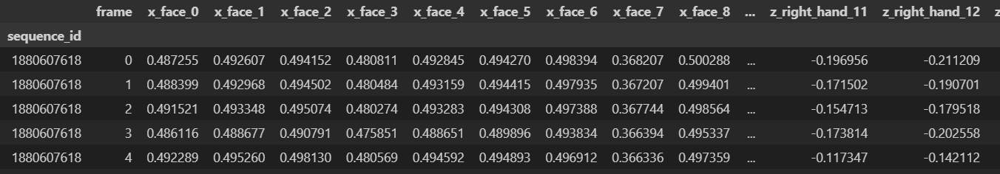 frame x_face_0 x_face_1 x_face_2 x_face_3 x_face_4 x_face_5 x_face_6 x_face_7 x_face_8 ... z_right_hand_11 z_right_hand_12 z
sequence_id
1880607618 0 0.487255 0.492607 0.494152 0.480811 0.492845 0.494270 0.498394 0.368207 0.500288 ... -0.196956 -0.211209
1880607618 1 0.488399 0.492968 0.494502 0.480484 0.493159 0.494415 0.497935 0.367207 0.499401 ... -0.171502 -0.190701
1880607618 2 0.491521 0.493348 0.495074 0.480274 0.493283 0.494308 0.497388 0.367744 0.498564 ... -0.154713 -0.179518
1880607618 3 0.486116 0.488677 0.490791 0.475851 0.488651 0.489896 0.493834 0.366394 0.495337 ... -0.173814 -0.202558
1880607618 4 0.492289 0.495260 0.498130 0.480569 0.494592 0.494893 0.496912 0.366336 0.497359 ... -0.117347 -0.142112